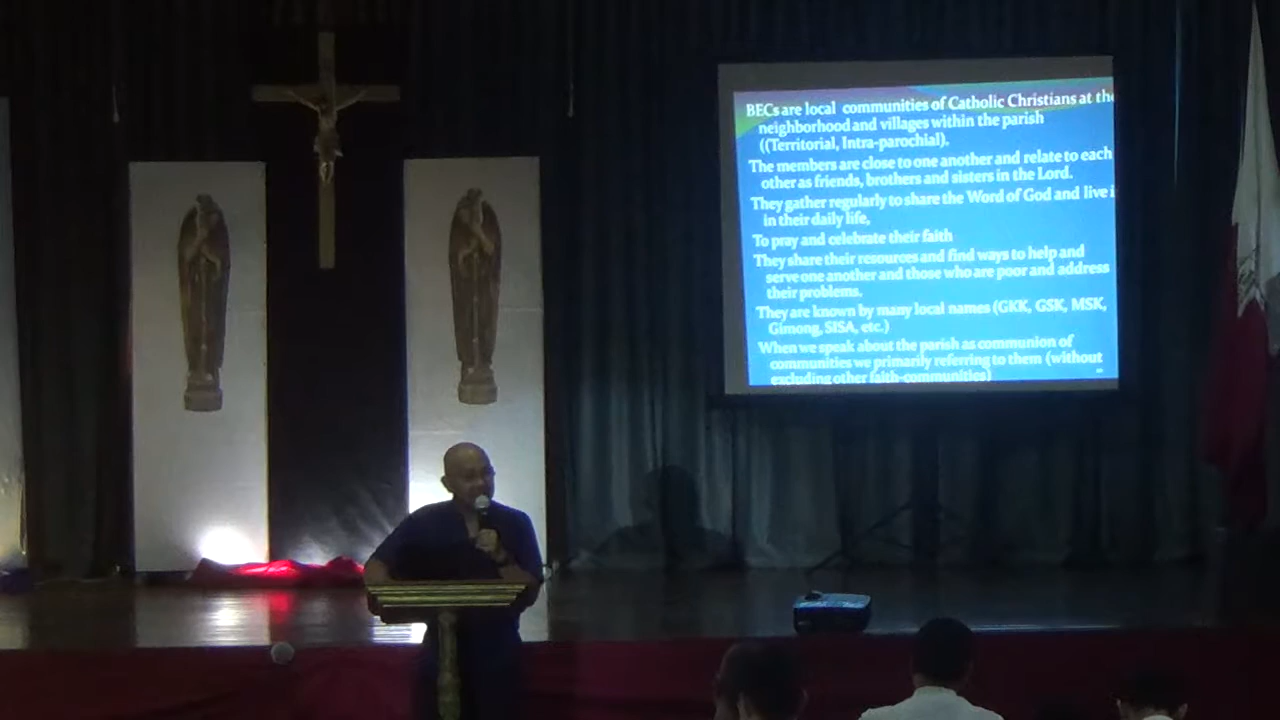 BECs are local communities of Catholic Christians at the
neighborhood and villages within the parish
((Territorial, Intra-parochial).
The members are close to one another and relate to each
other as friends, brothers and sisters in the Lord.
They gather regularly to share the Word of God and live i
in their daily life,
To pray and celebrate their faith
They share their resources and find ways to help and
serve one another and those who are poor and address
their problems.
They are known by many local names (GKK, GSK, MSK,
Gimong, SISA, etc.)
When we speak about the parish as communion of
communities we primarily referring to them (without
excluding other faith-communities)